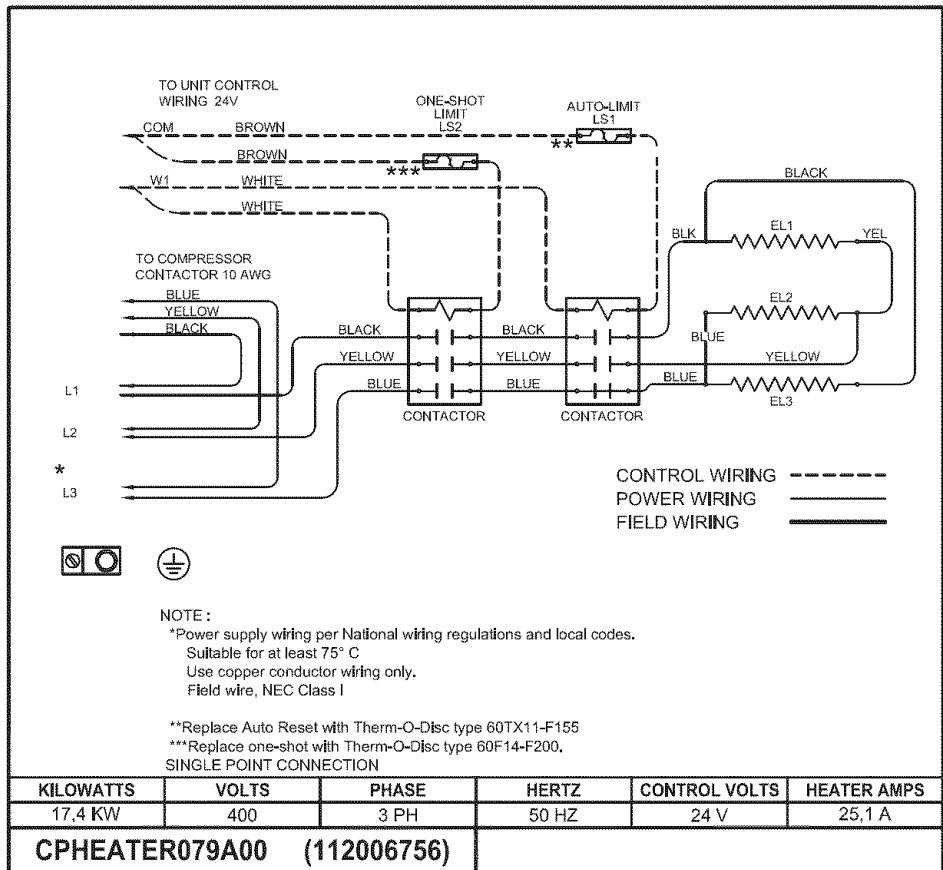 TO UNIT CONTROL
WIRING 24V
ONE-SHOT
LIMIT
LS2
AUTO-LIMIT
LS1
COM
BROWN
**
BROWN
***
W1
WHITE
WHITE
BLACK
BLK
EL1
YEL
TO COMPRESSOR
CONTACTOR 10 AWG
BLUE
YELLOW
BLACK
EL2
BLACK
BLACK
BLUE
YELLOW
YELLOW
YELLOW
BLUE
BLUE
BLUE
EL3
L1
CONTACTOR
CONTACTOR
L2
*
L3
CONTROL WIRING
POWER WIRING
FIELD WIRING
NOTE :
*Power supply wiring per National wiring regulations and local codes.
Suitable for at least 75° C
Use copper conductor wiring only.
Field wire, NEC Class I
**Replace Auto Reset with Therm-O-Disc type 60TX11-F155
***Replace one-shot with Therm-O-Disc type 60F14-F200.
SINGLE POINT CONNECTION
KILOWATTS VOLTS PHASE HERTZ CONTROL VOLTS HEATER AMPS
17,4 KW 400 3 PH 50 HZ 24 V 25,1 A
CPHEATER079A00 (112006756)